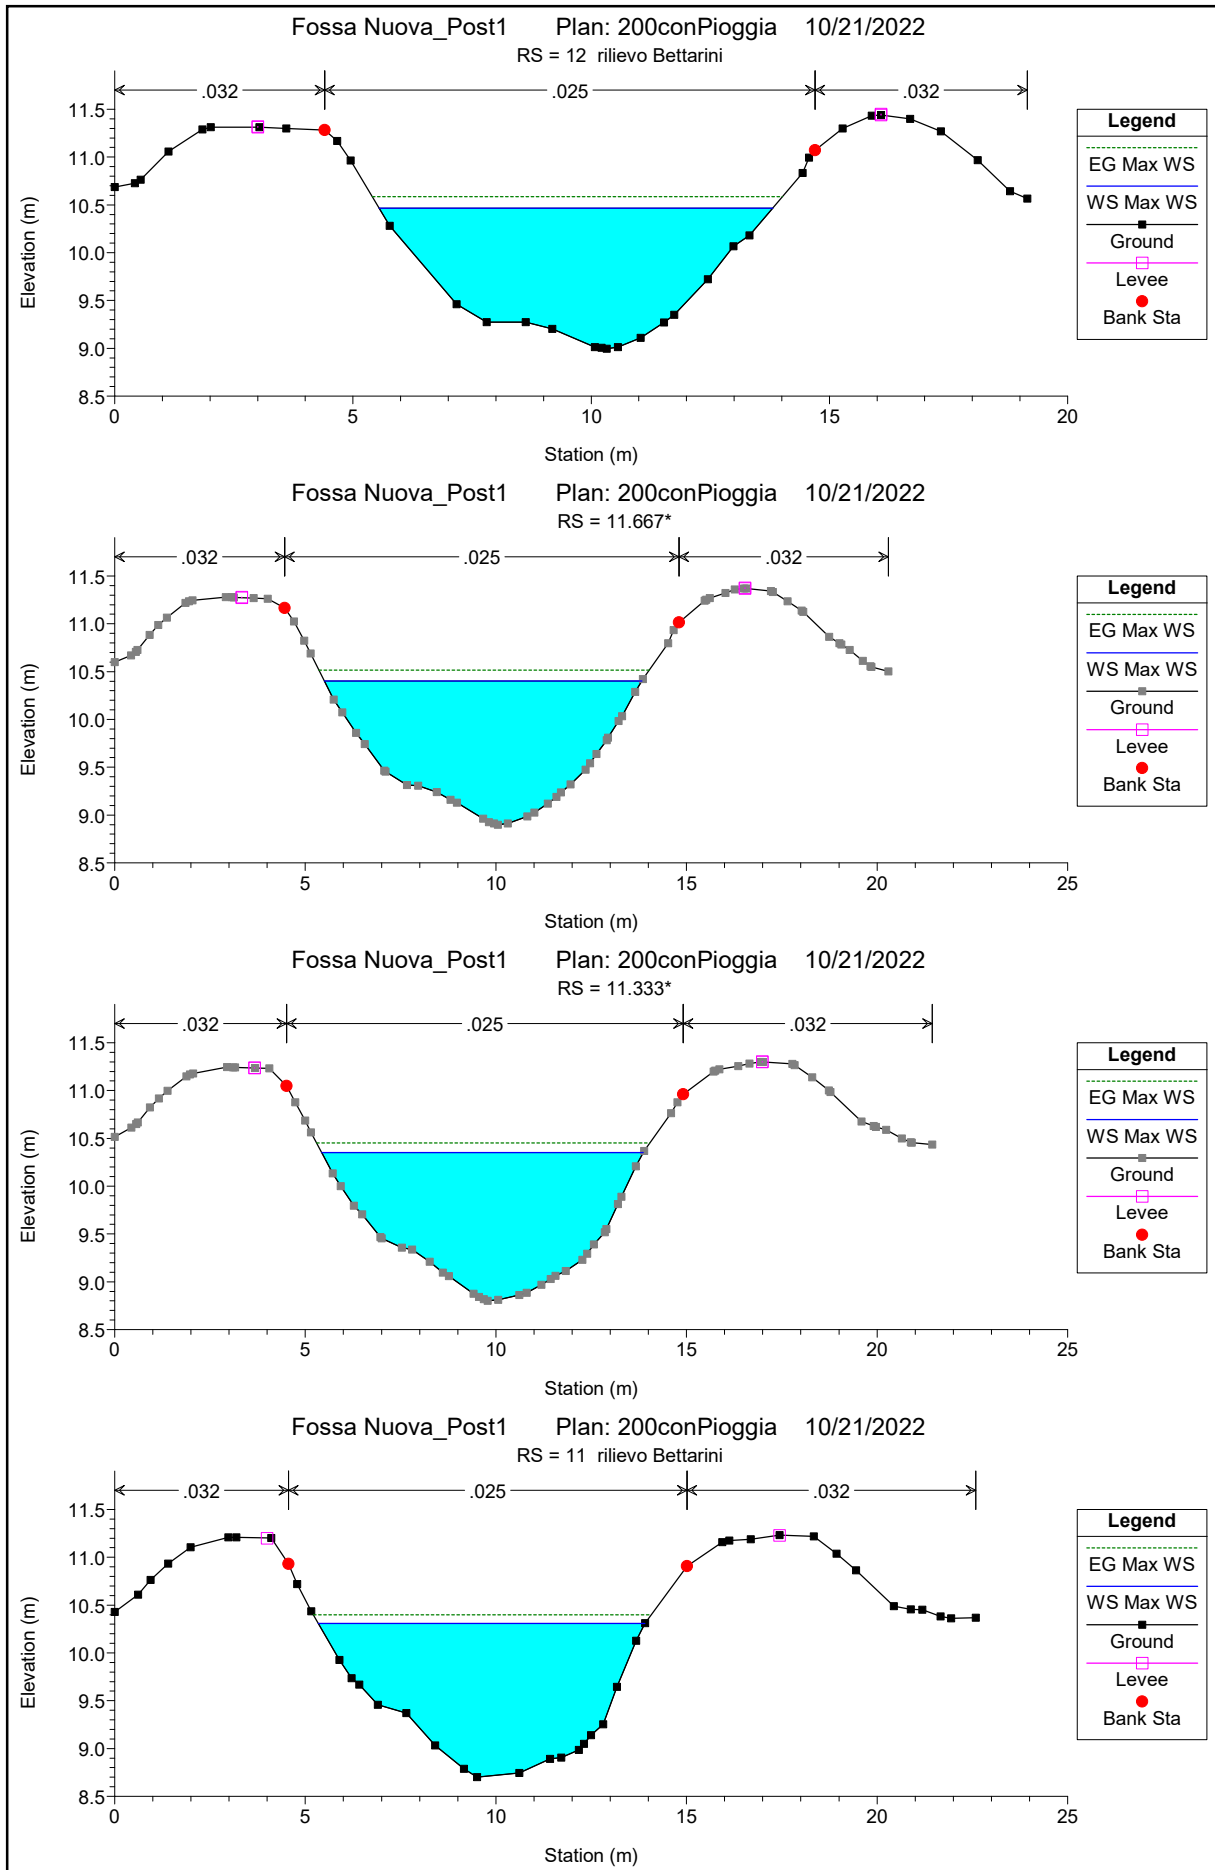 Fossa Nuova_Post1 Plan: 200conPioggia 10/21/2022
RS = 12 rilievo Bettarini
.032 .025 .032
Elevation (m)
11.5
11.0
10.5
10.0
9.5
9.0
8.5
0 5 10 15 20
Station (m)
Legend
EG Max WS
WS Max WS
Ground
Levee
Bank Sta
Fossa Nuova_Post1 Plan: 200conPioggia 10/21/2022
RS = 11.667*
.032 .025 .032
Elevation (m)
11.5
11.0
10.5
10.0
9.5
9.0
8.5
0 5 10 15 20 25
Station (m)
Legend
EG Max WS
WS Max WS
Ground
Levee
Bank Sta
Fossa Nuova_Post1 Plan: 200conPioggia 10/21/2022
RS = 11.333*
.032 .025 .032
Elevation (m)
11.5
11.0
10.5
10.0
9.5
9.0
8.5
0 5 10 15 20 25
Station (m)
Legend
EG Max WS
WS Max WS
Ground
Levee
Bank Sta
Fossa Nuova_Post1 Plan: 200conPioggia 10/21/2022
RS = 11 rilievo Bettarini
.032 .025 .032
Elevation (m)
11.5
11.0
10.5
10.0
9.5
9.0
8.5
0 5 10 15 20 25
Station (m)
Legend
EG Max WS
WS Max WS
Ground
Levee
Bank Sta